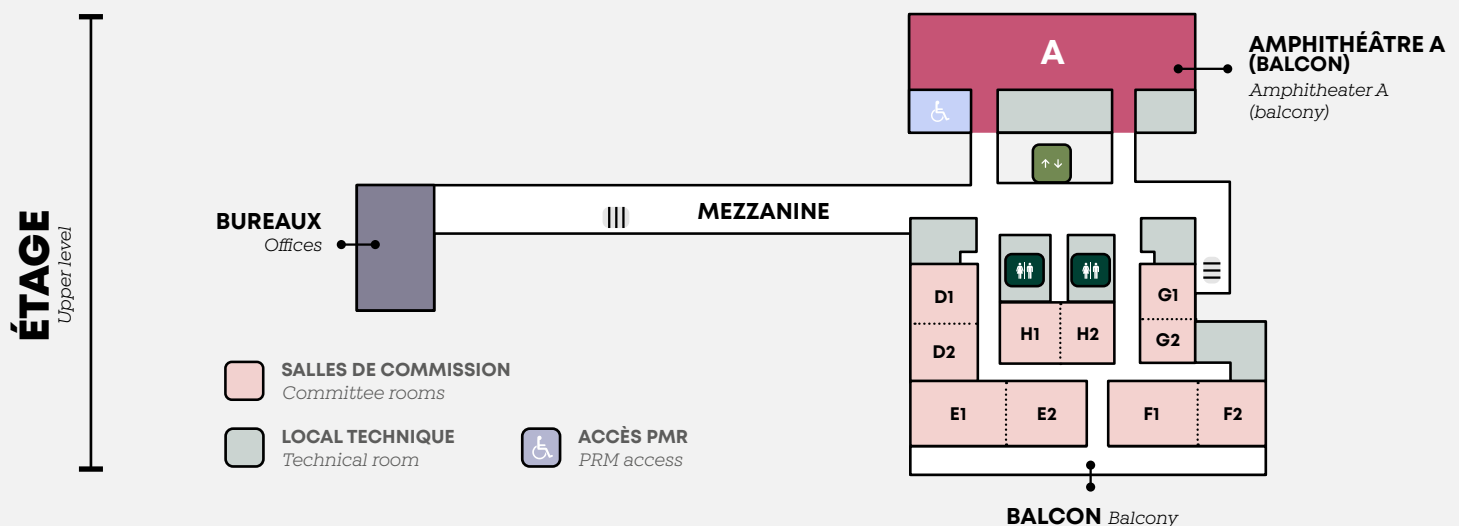 ÉTAGE
Upper level
BUREAUX
Offices
MEZZANINE
A
AMPHITHÉÂTRE A
(BALCON)
Amphitheater A
(balcony)
D1
D2
H1
H2
G1
G2
E1
E2
F1
F2
SALLES DE COMMISSION
Committee rooms
LOCAL TECHNIQUE
Technical room
ACCÈS PMR
PRM access
BALCON Balcony